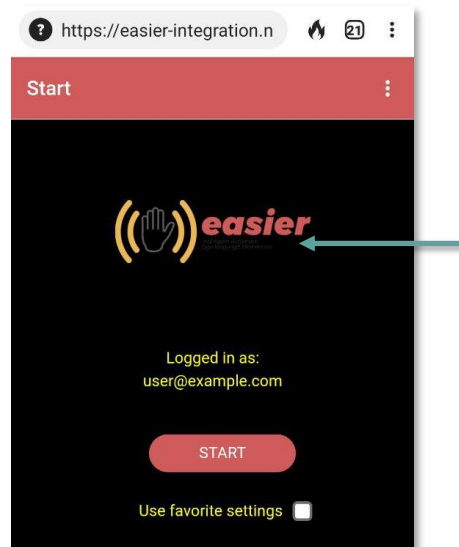 https://easier-integration.n
21
Start
easier
Logged in as:
user@example.com
START
Use favorite settings